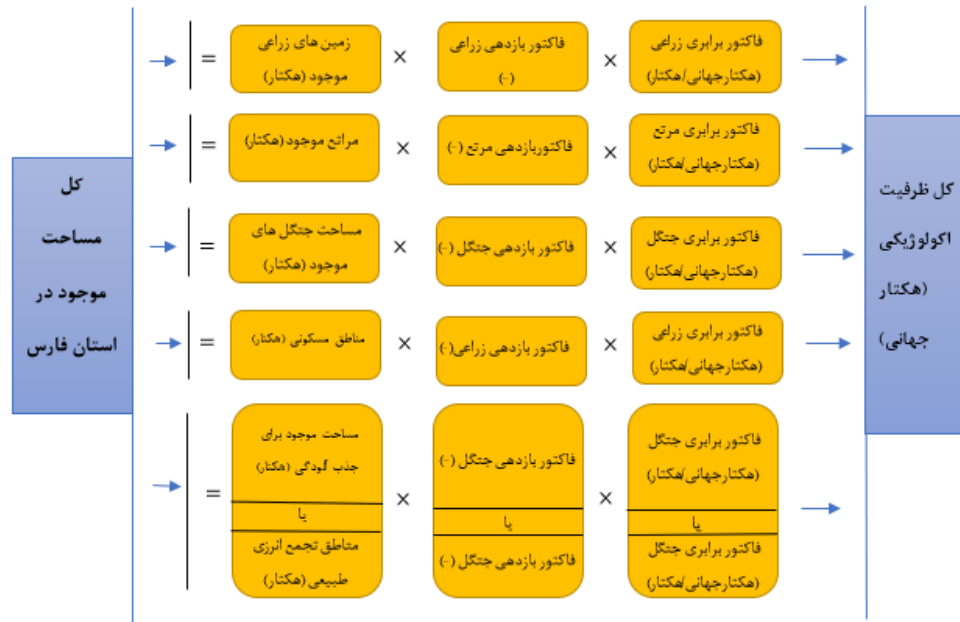 کل
مساحت
موجود در
استان فارس
=
زمین های زراعی
موجود (هکتار)
×
فاکتور بازدهی زراعی
(-)
×
فاکتور برابری زراعی
(هکتارجهانی/هکتار)
=
مراتع موجود (هکتار)
×
فاکتوربازدهی مرتع (-)
×
فاکتور برابری مرتع
(هکتارجهانی/هکتار)
=
مساحت جنگل های
موجود (هکتار)
×
فاکتور بازدهی جنگل (-)
×
فاکتور برابری جنگل
(هکتارجهانی/هکتار)
=
مناطق مسکونی (هکتار)
×
فاکتور بازدهی زراعی(-)
×
فاکتور برابری زراعی
(هکتارجهانی/هکتار)
=
مساحت موجود برای
جذب آلودگی (هکتار)
یا
مناطق تجمع انرژی
طبیعی (هکتار)
×
فاکتور بازدهی جنگل (-)
یا
فاکتور بازدهی جنگل (-)
×
فاکتور برابری جنگل
(هکتارجهانی/هکتار)
یا
فاکتور برابری جنگل
(هکتارجهانی/هکتار)
کل ظرفیت
اکولوژیکی
(هکتار
جهانی)